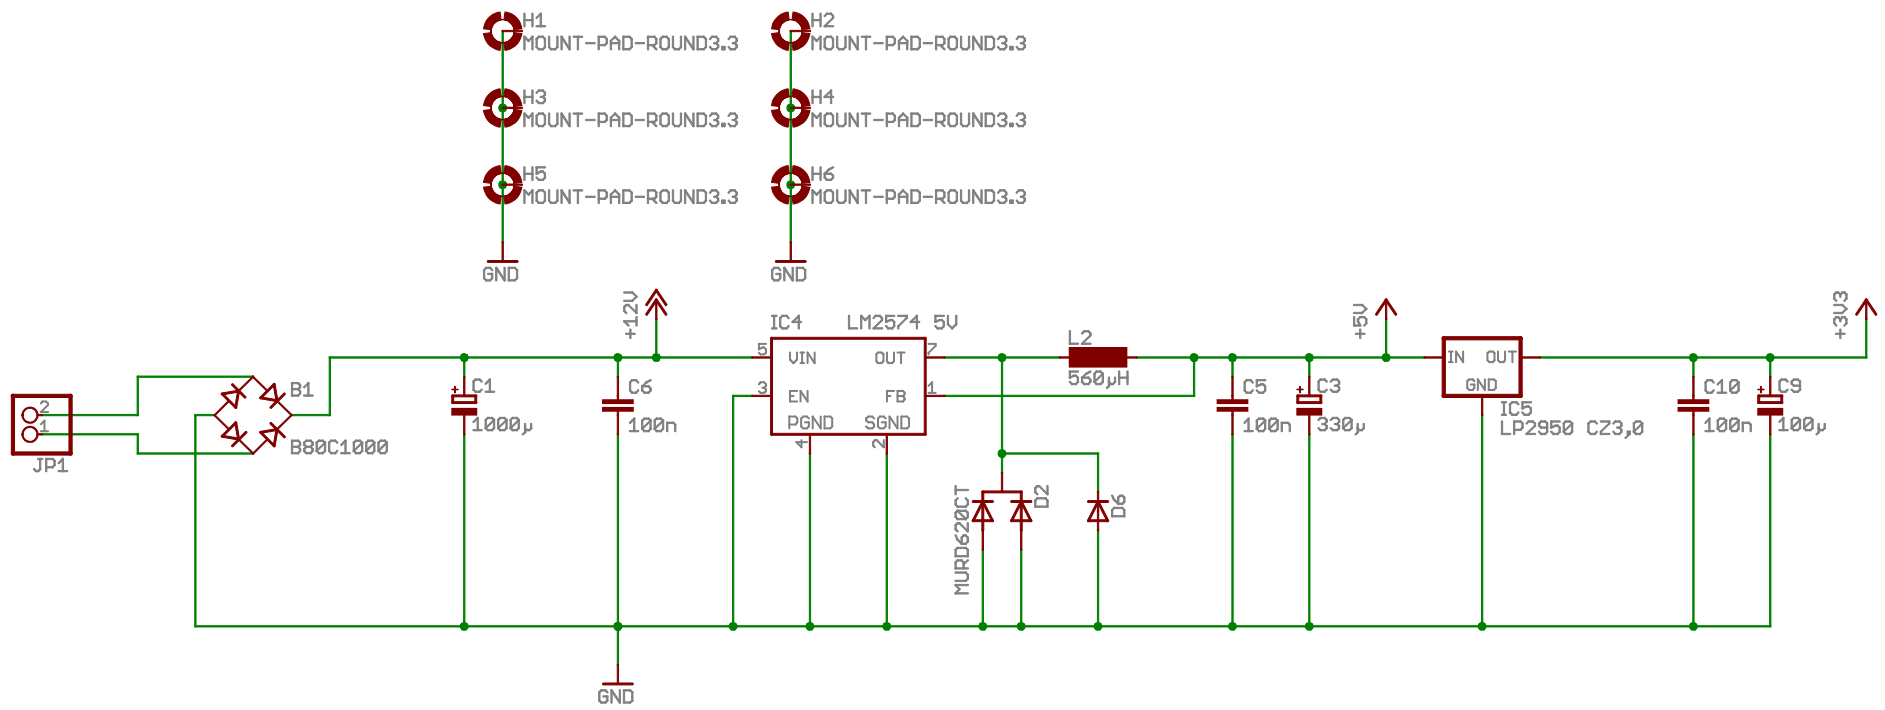 H1
MOUNT-PAD-ROUND3.3
H2
MOUNT-PAD-ROUND3.3
H3
MOUNT-PAD-ROUND3.3
H4
MOUNT-PAD-ROUND3.3
H5
MOUNT-PAD-ROUND3.3
H6
MOUNT-PAD-ROUND3.3
GND
GND
+12V
+5V
+3V3
IC4
LM2574 5V
5
VIN
OUT
7
3
EN
FB
1
PGND
SGND
4
2
L2
560µH
IN
OUT
GND
IC5
LP2950 CZ3,0
2
1
JP1
B1
B80C1000
+
C1
1000µ
C6
100n
C5
100n
+
C3
330µ
C10
100n
+
C9
100µ
MURD620CT
D2
D6
GND